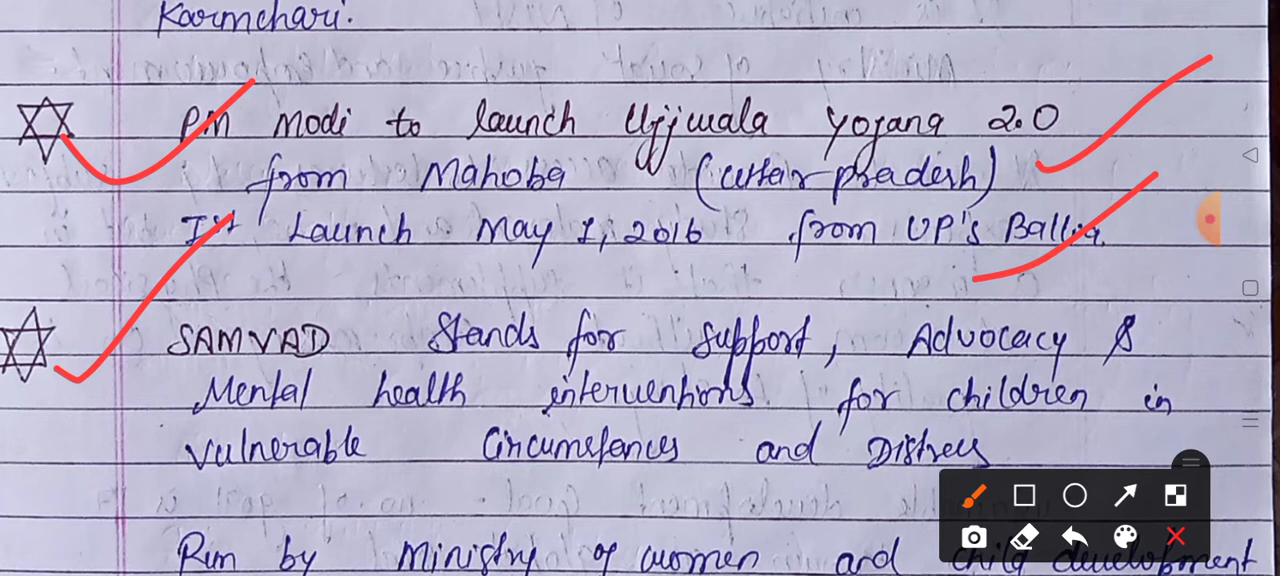 Karmchari.
PM Modi to launch Ujjwala Yojana 2.0
from Mahoba (Uttar pradesh)
Ist Launch May 1, 2016 from UP's Ballia.
SAMVAD Stands for Support, Advocacy &
Mental health interventions for children in
vulnerable Circumstances and Distress
Run by Ministry of women and child development